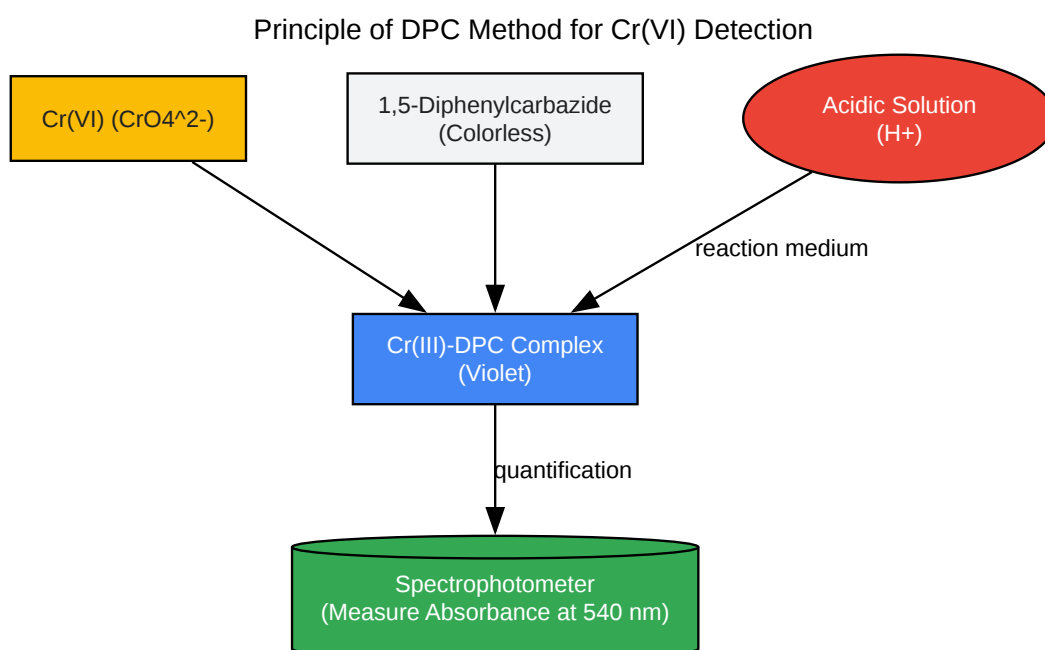 Principle of DPC Method for Cr(VI) Detection
Cr(VI) (CrO4^2-)
1,5-Diphenylcarbazide
(Colorless)
Acidic Solution
(H+)
reaction medium
Cr(III)-DPC Complex
(Violet)
quantification
Spectrophotometer
(Measure Absorbance at 540 nm)